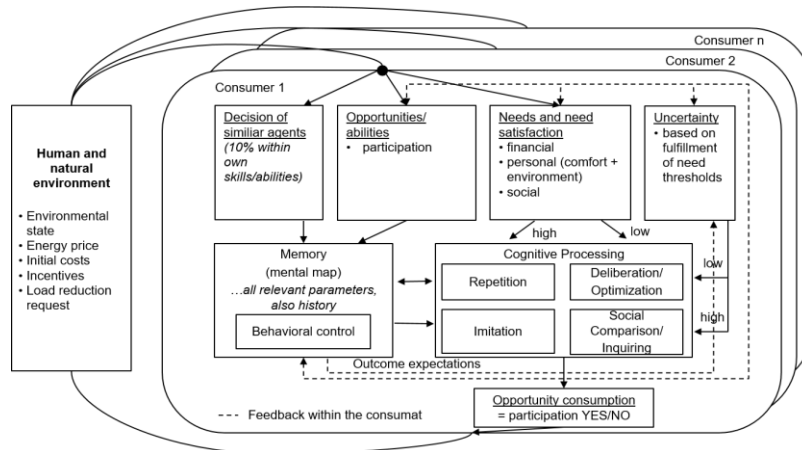 Consumer n
Consumer 2
Consumer 1
Human and
natural
environment
• Environmental
state
• Energy price
• Initial costs
• Incentives
• Load reduction
request
Decision of
similiar agents
(10% within
own
skills/abilities)
Opportunities/
abilities
• participation
Needs and need
satisfaction
• financial
• personal (comfort +
environment)
• social
Uncertainty
• based on
fulfillment of
need
thresholds
high
low
Memory
(mental map)
…all relevant parameters,
also history
Behavioral control
Cognitive Processing
Repetition
Deliberation/
Optimization
Imitation
Social
Comparison/
Inquiring
low
high
Outcome expectations
Opportunity consumption
= participation YES/NO
Feedback within the consumat